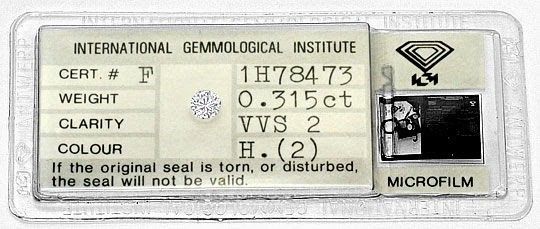 INTERNATIONAL GEMMOLOGICAL INSTITUTE
CERT. # F 1H78473
WEIGHT 0.315ct
CLARITY VVS 2
COLOUR H.(2)
If the original seal is torn, or disturbed,
the seal will not be valid.
MICROFILM